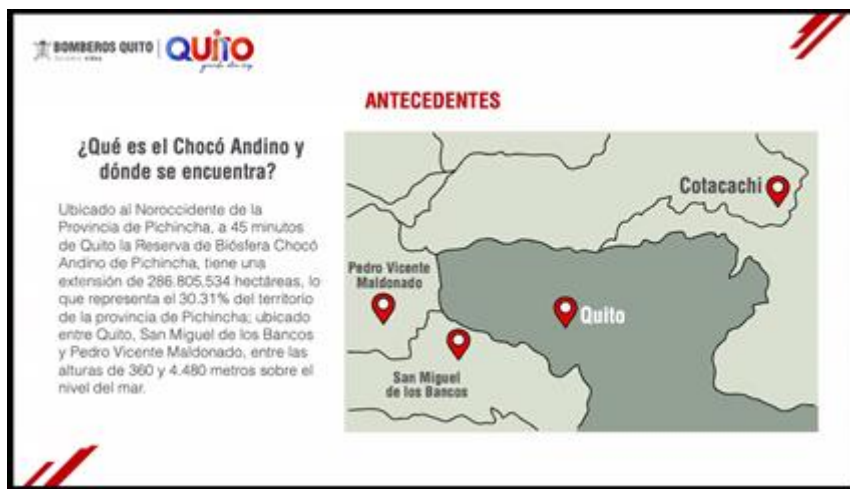 BOMBEROS QUITO
QUITO
ANTECEDENTES
¿Qué es el Chocó Andino y
dónde se encuentra?
Ubicado al Noroccidente de la
Provincia de Pichincha, a 45 minutos
de Quito la Reserva de Biósfera Chocó
Andino de Pichincha, tiene una
extensión de 286.805,534 hectáreas, lo
que representa el 30.31% del territorio
de la provincia de Pichincha; ubicado
entre Quito, San Miguel de los Bancos
y Pedro Vicente Maldonado, entre las
alturas de 360 y 4.480 metros sobre el
nivel del mar.
Cotacachi
Pedro Vicente
Maldonado
Quito
San Miguel
de los Bancos